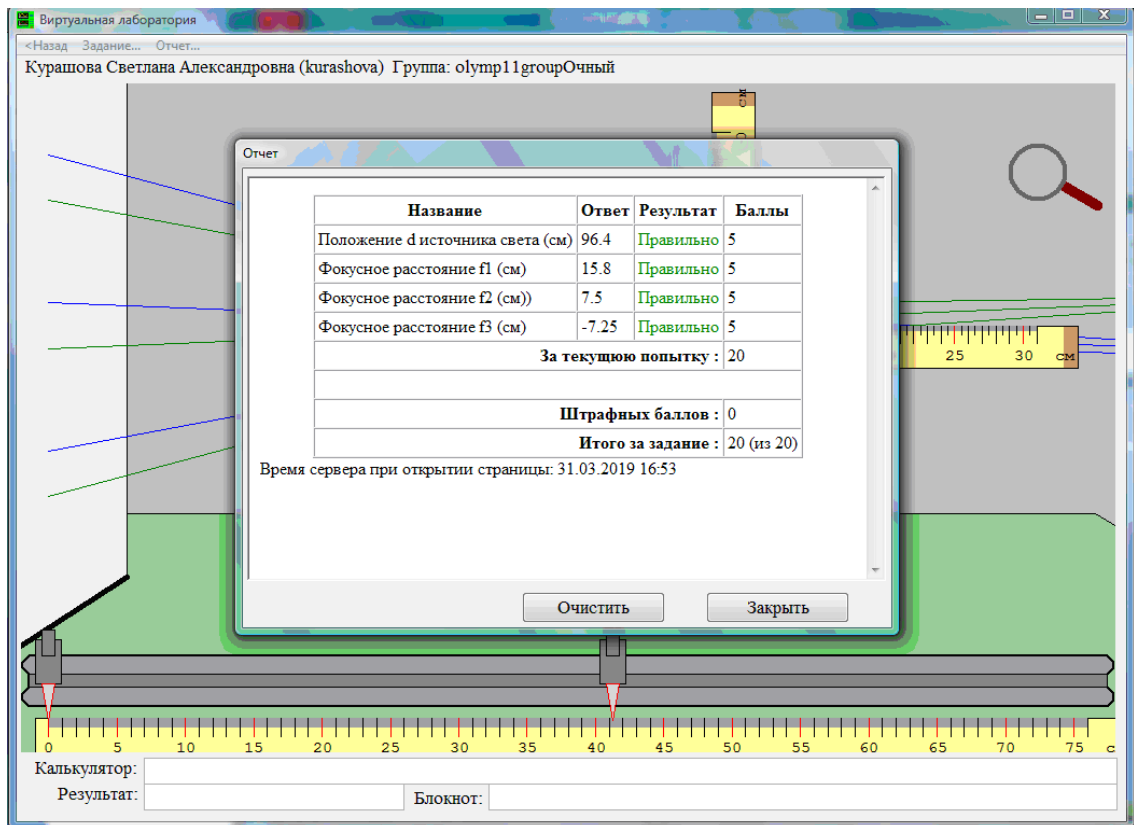 Виртуальная лаборатория
<Назад Задание... Отчет...
Курашова Светлана Александровна (kurashova) Группа: olymp11groupОчный
см
Отчет
Название Ответ Результат Баллы
Положение d источника света (см) 96.4 Правильно 5
Фокусное расстояние f1 (см) 15.8 Правильно 5
Фокусное расстояние f2 (см)) 7.5 Правильно 5
Фокусное расстояние f3 (см) -7.25 Правильно 5
За текущюю попытку : 20
Штрафных баллов : 0
Итого за задание : 20 (из 20)
Время сервера при открытии страницы: 31.03.2019 16:53
25 30 см
Очистить Закрыть
0 5 10 15 20 25 30 35 40 45 50 55 60 65 70 75 с
Калькулятор:
Результат: Блокнот: